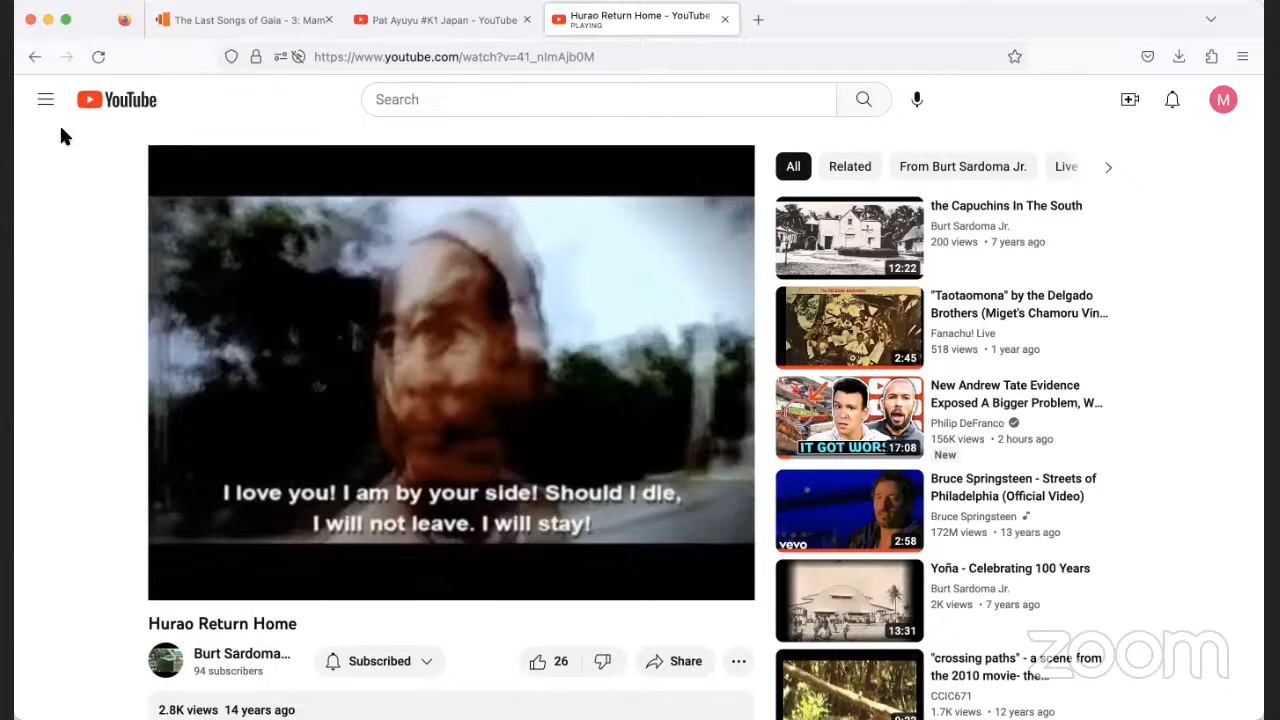 The Last Songs of Gaia - 3: Mam
Pat Ayuyu #K1 Japan - YouTube
Hurao Return Home - YouTube
PLAYING
https://www.youtube.com/watch?v=41_nImAjb0M
YouTube
Search
M
All
Related
From Burt Sardoma Jr.
Live
I love you! I am by your side! Should I die,
I will not leave. I will stay!
Hurao Return Home
Burt Sardoma...
94 subscribers
Subscribed
26
Share
2.8K views 14 years ago
the Capuchins In The South
Burt Sardoma Jr.
200 views • 7 years ago
12:22
"Taotaomona" by the Delgado
Brothers (Miget's Chamoru Vin...
Fanachu! Live
518 views • 1 year ago
2:45
New Andrew Tate Evidence
Exposed A Bigger Problem, W...
Philip DeFranco
156K views • 2 hours ago
New
IT GOT WORS
17:08
Bruce Springsteen - Streets of
Philadelphia (Official Video)
Bruce Springsteen
172M views • 13 years ago
vevo
2:58
Yoña - Celebrating 100 Years
Burt Sardoma Jr.
2K views • 7 years ago
13:31
"crossing paths" - a scene from
the 2010 movie- the...
CCIC671
1.7K views • 12 years ago
zoom